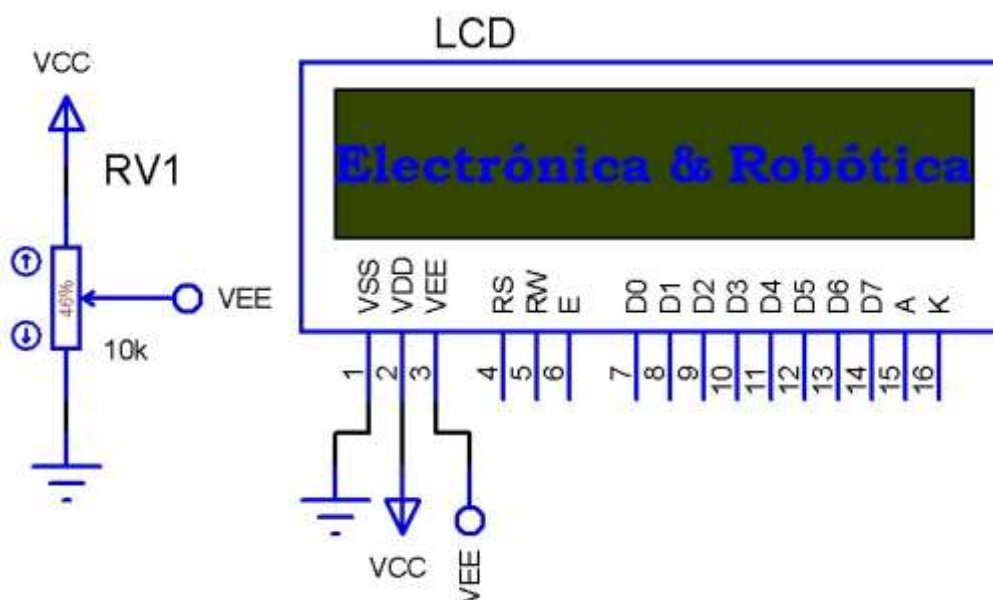 LCD
VCC
RV1
46%
VEE
10k
Electrónica & Robótica
VSS VDD VEE RS RW E D0 D1 D2 D3 D4 D5 D6 D7 A K
1 2 3 4 5 6 7 8 9 10 11 12 13 14 15 16
VCC
VEE